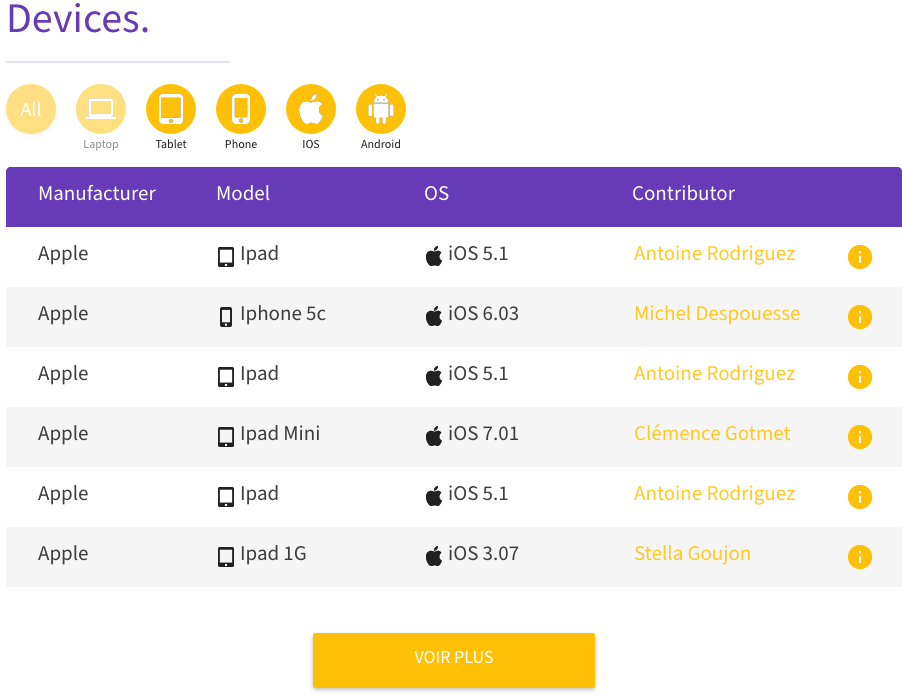 Devices.
All
Laptop Tablet Phone IOS Android
Manufacturer Model OS Contributor
Apple Ipad iOS 5.1 Antoine Rodriguez
Apple Iphone 5c iOS 6.03 Michel Despouesse
Apple Ipad iOS 5.1 Antoine Rodriguez
Apple Ipad Mini iOS 7.01 Clémence Gotmet
Apple Ipad iOS 5.1 Antoine Rodriguez
Apple Ipad 1G iOS 3.07 Stella Goujon
VOIR PLUS